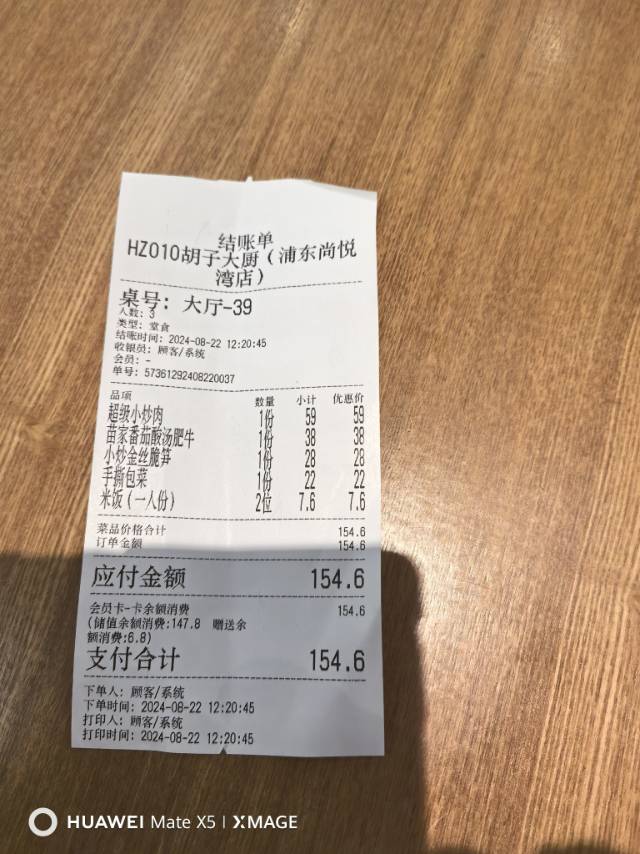 结账单
HZ010胡子大厨（浦东尚悦
湾店）
桌号：大厅-39
人数：3
类型：堂食
结账时间：2024-08-22 12:20:45
收银员：顾客/系统
会员：-
单号：57361292408220037
品项 数量 小计 优惠价
超级小炒肉 1份 59 59
苗家番茄酸汤肥牛 1份 38 38
小炒金丝脆笋 1份 28 28
手撕包菜 1份 22 22
米饭（一人份） 2位 7.6 7.6
菜品价格合计 154.6
订单金额 154.6
应付金额 154.6
会员卡-卡余额消费 154.6
(储值余额消费:147.8 赠送余
额消费:6.8)
支付合计 154.6
下单人：顾客/系统
下单时间：2024-08-22 12:20:45
打印人：顾客/系统
打印时间：2024-08-22 12:20:45
HUAWEI Mate X5 | XMAGE